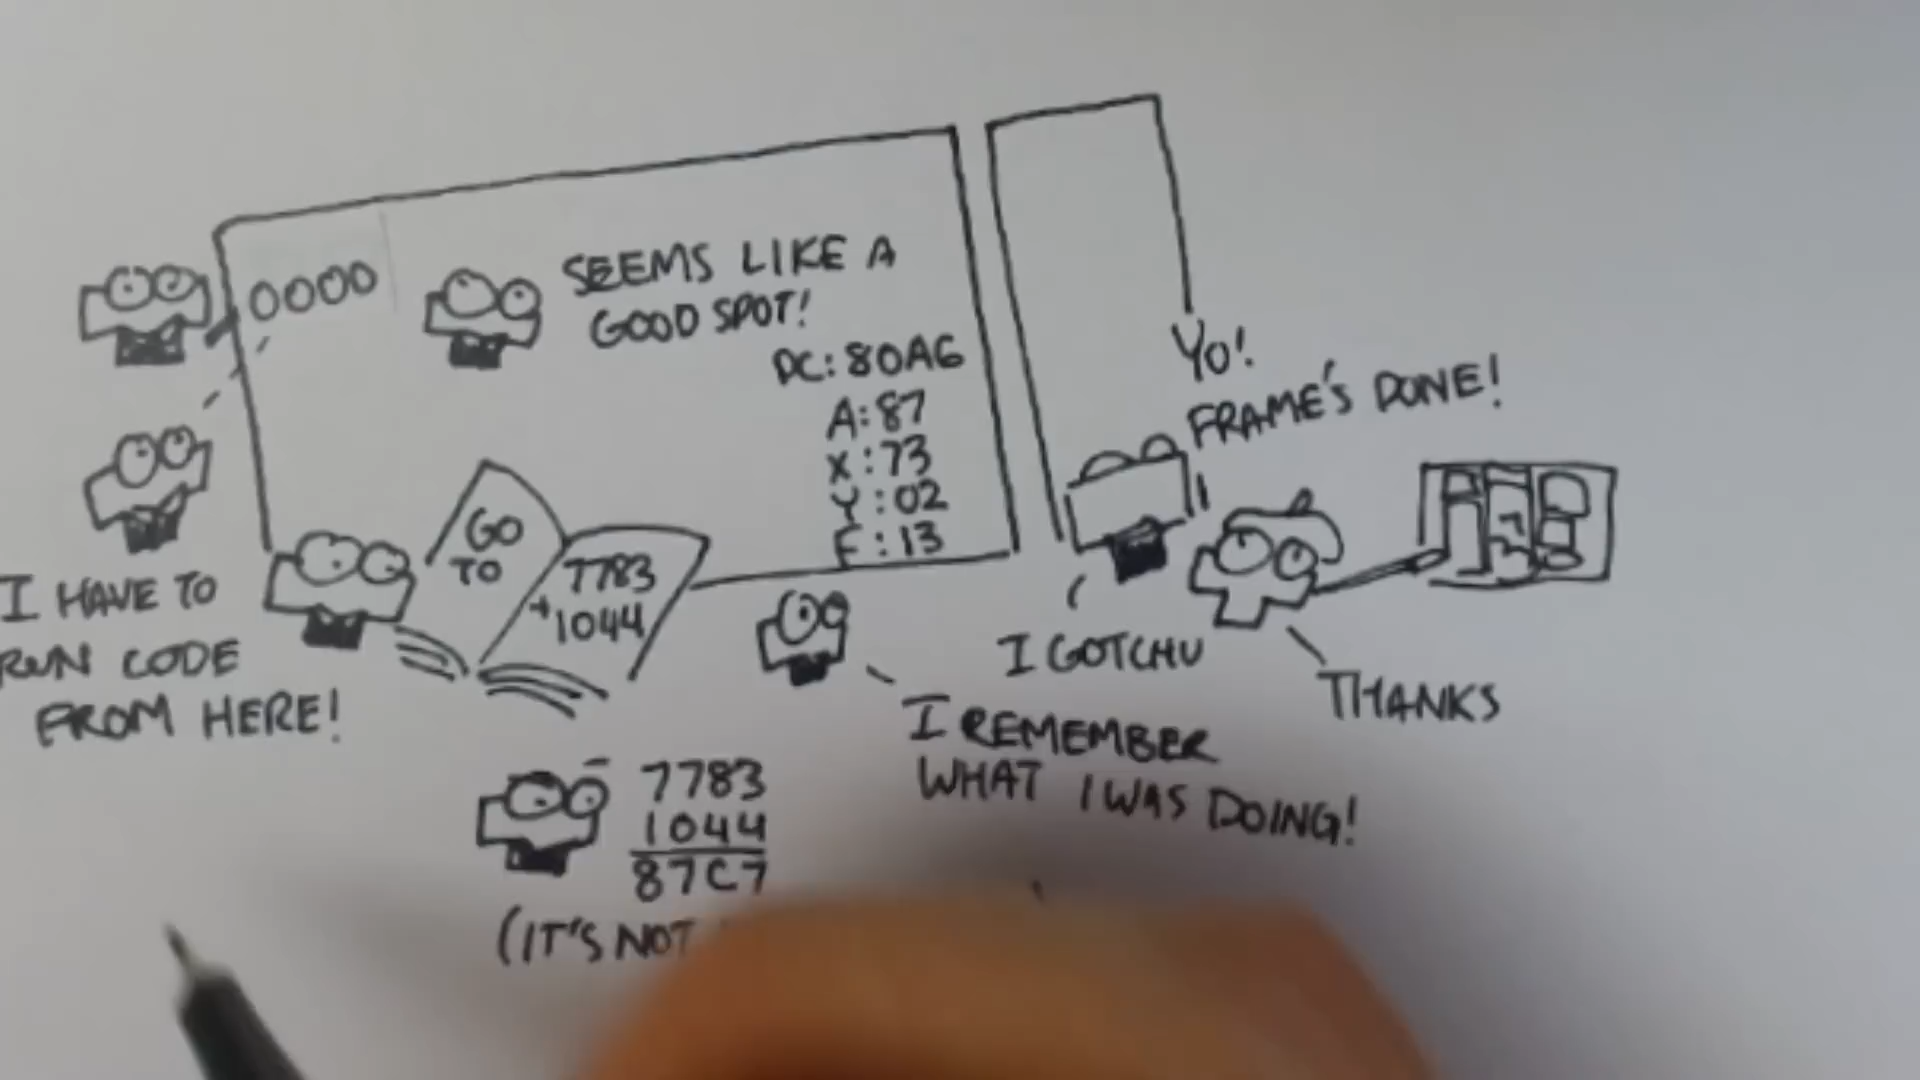 0000
SEEMS LIKE A
GOOD SPOT!
PC: 80A6
A: 87
X: 73
Y: 02
F: 13
YO!
FRAME'S DONE!
GO
TO
7783
+1044
I HAVE TO
RUN CODE
FROM HERE!
I GOTCHU
THANKS
I REMEMBER
WHAT I WAS DOING!
7783
1044
87C7
(IT'S NOT